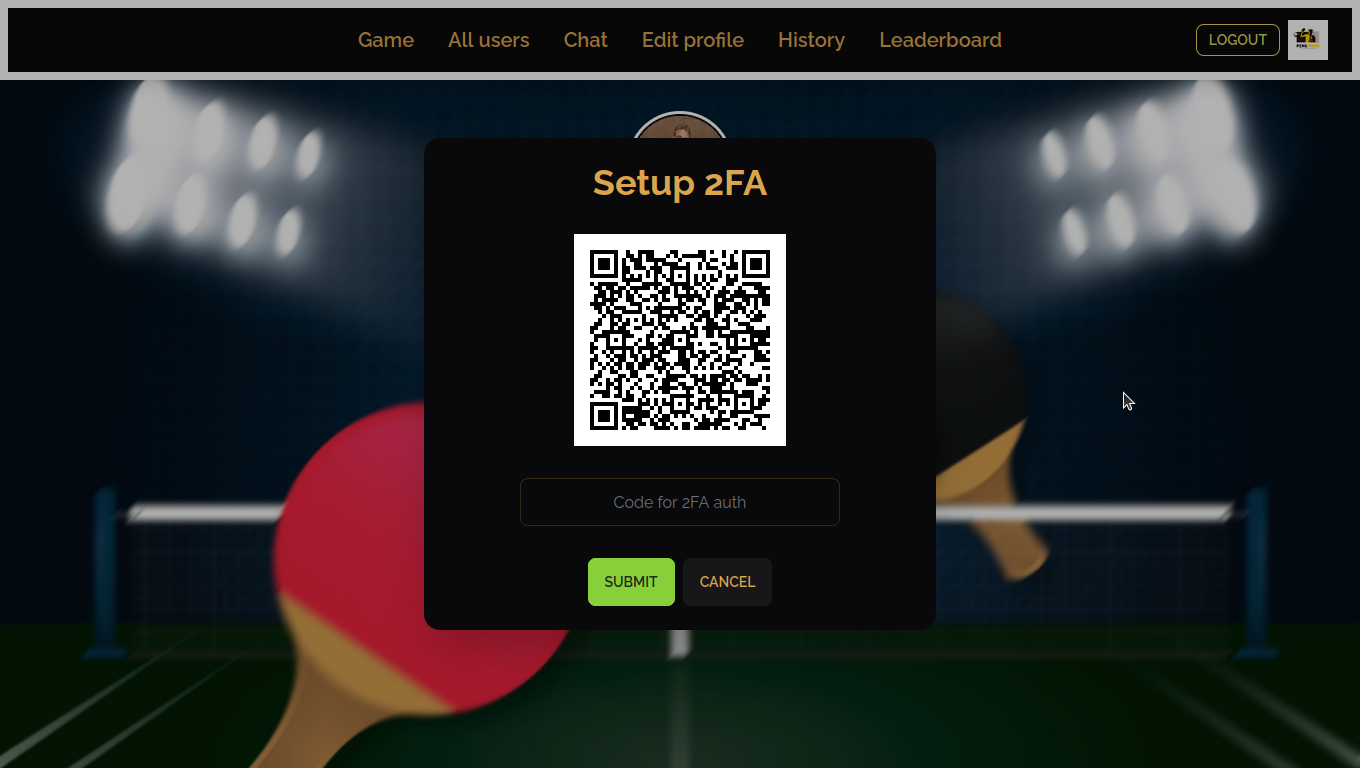 Game All users Chat Edit profile History Leaderboard LOGOUT
Setup 2FA
Code for 2FA auth
SUBMIT CANCEL